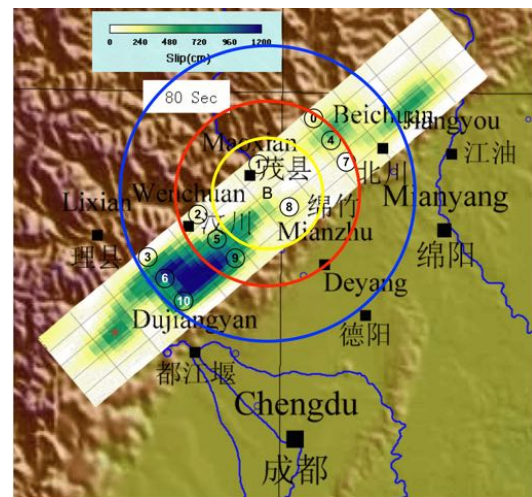 0 240 480 720 960 1200
Slip(cm)
80 Sec
0
Beichuan
4
Jiangyou
Maoxian
1
茂县
7
北川
江油
B
Lixian
Wenchuan
2
汶川
8
绵竹
Mianyang
理县
5
Mianzhu
绵阳
3
9
6
Deyang
10
Dujiangyan
德阳
都江堰
Chengdu
成都